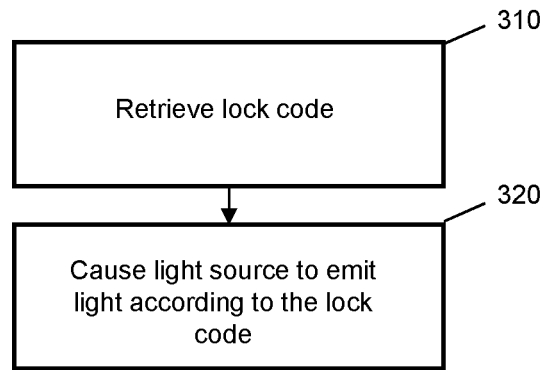 310
Retrieve lock code
320
Cause light source to emit
light according to the lock
code